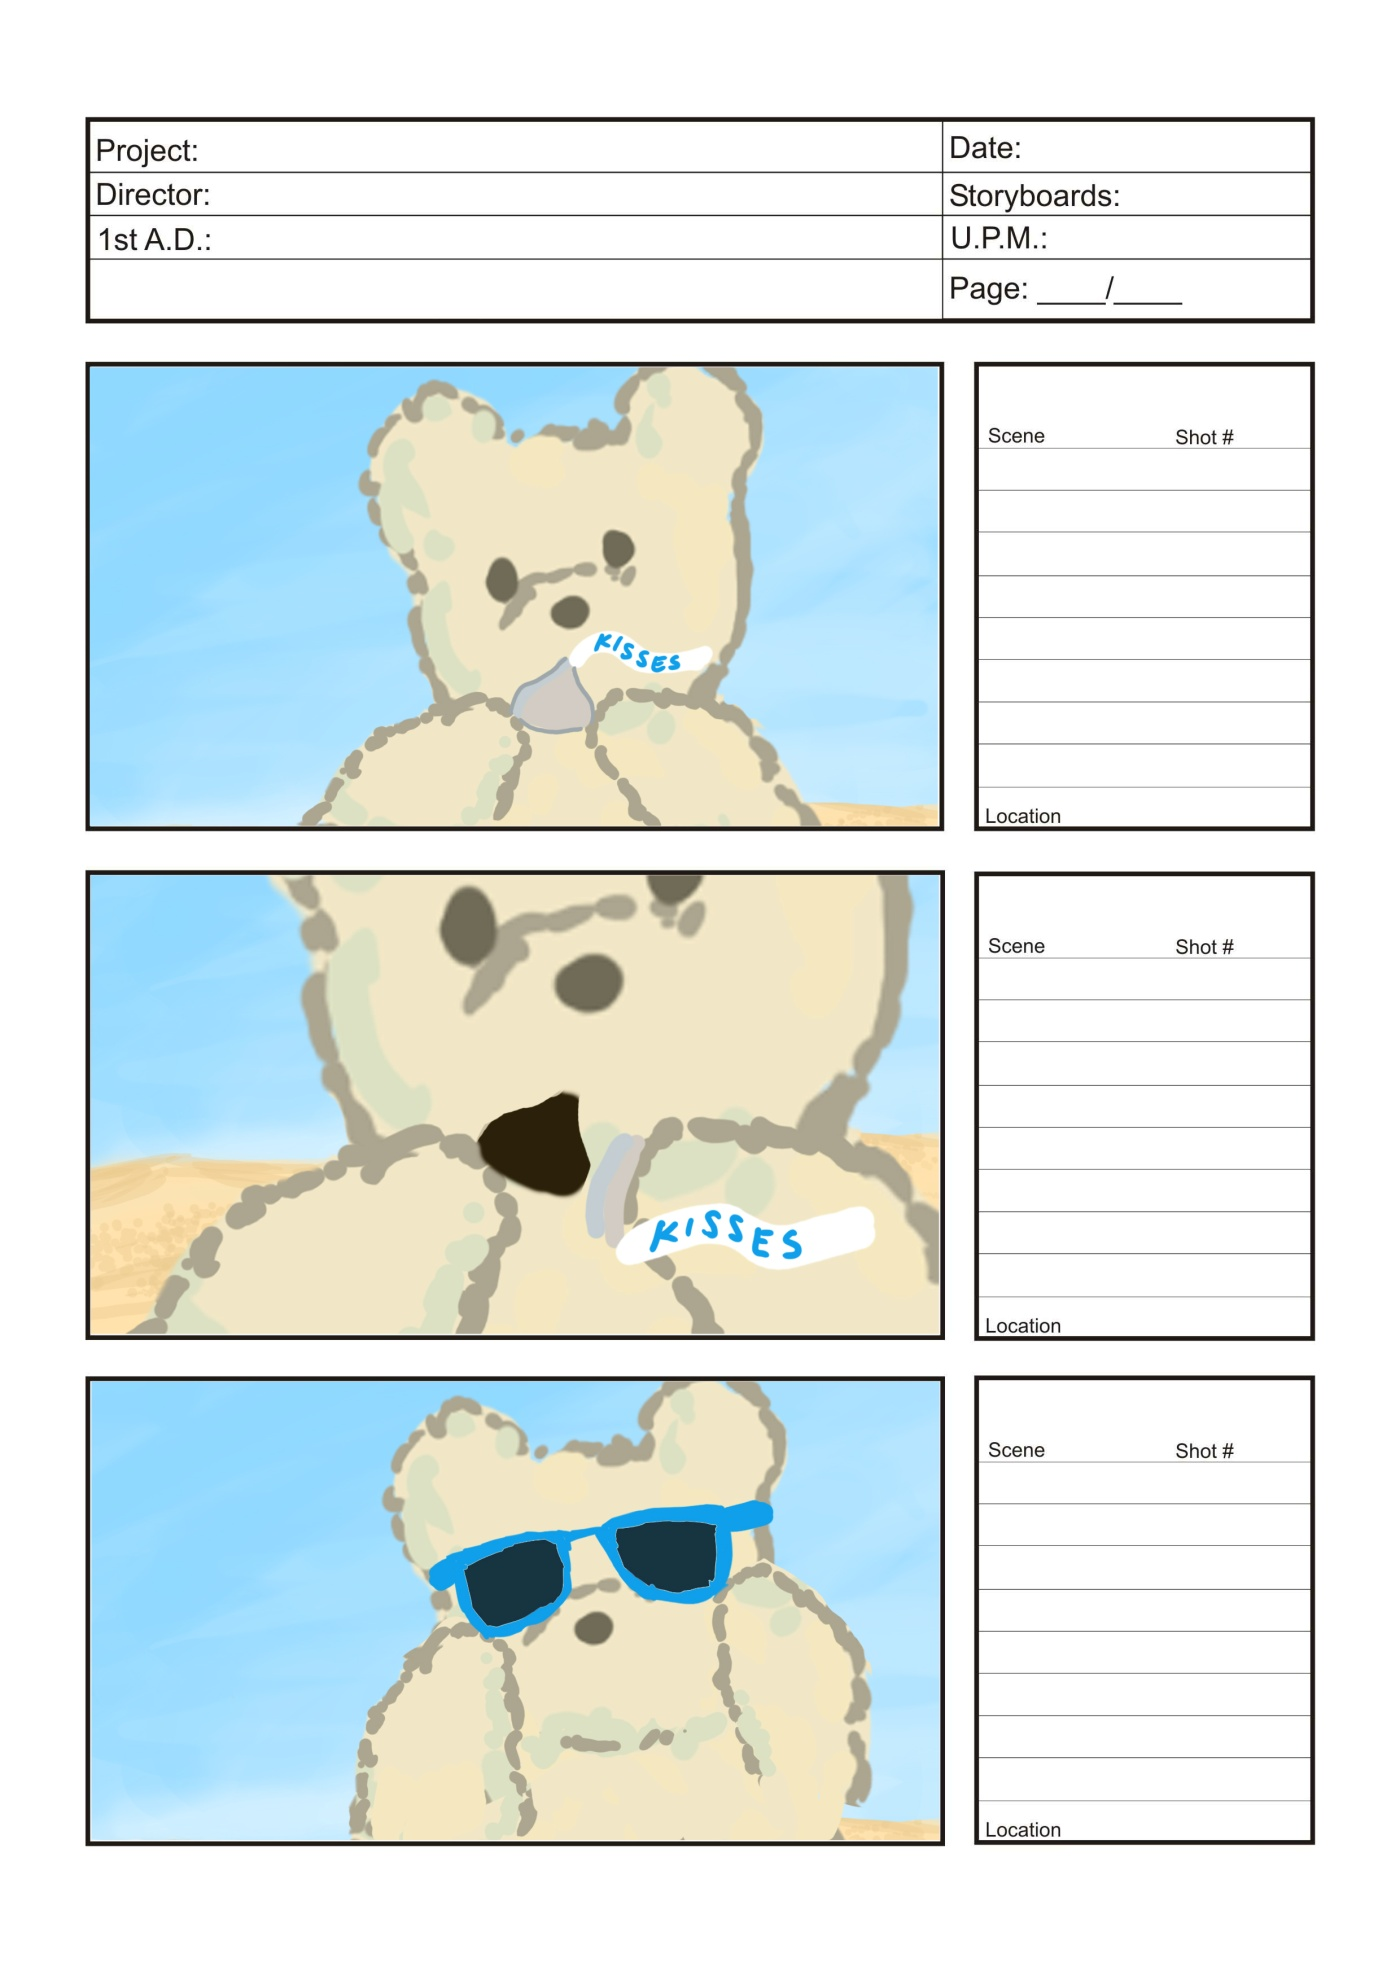 Project:
Date:
Director:
Storyboards:
1st A.D.:
U.P.M.:
Page: ____/____
KISSES
Scene Shot #
Location
KISSES
Scene Shot #
Location
Scene Shot #
Location